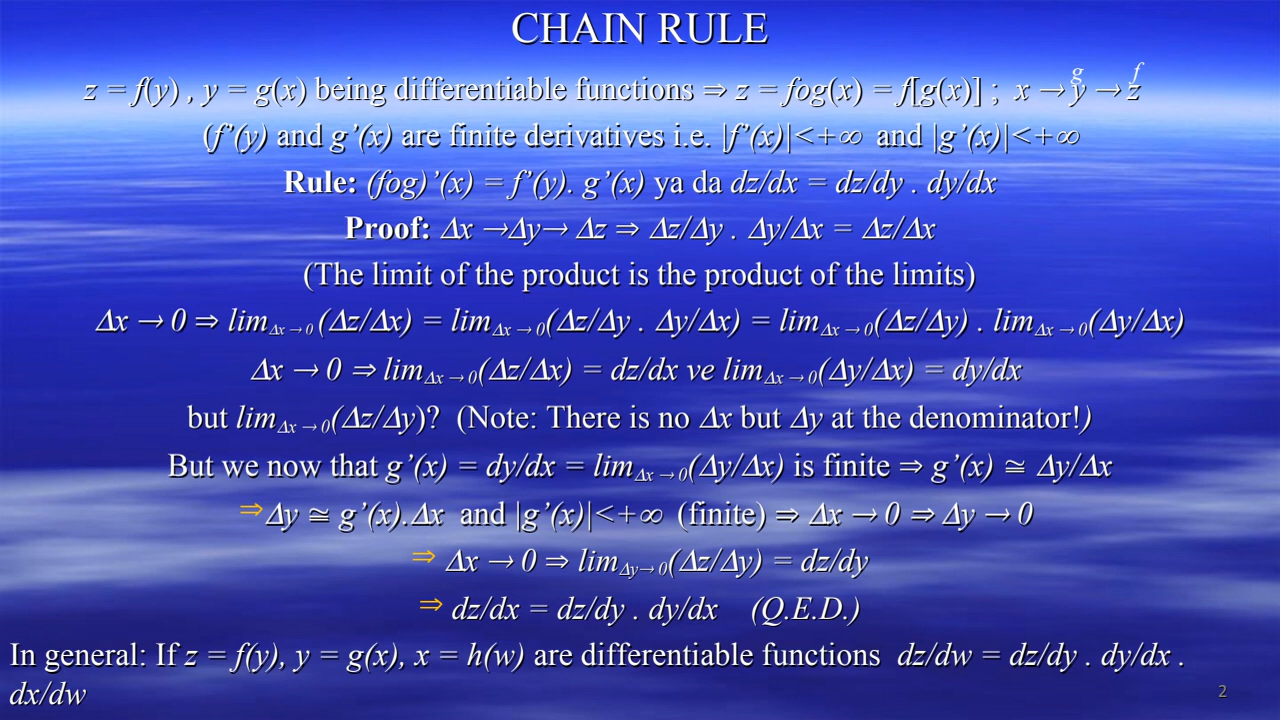 CHAIN RULE
g f
z = f(y) , y = g(x) being differentiable functions ⇒ z = fog(x) = f[g(x)] ; x → y → z
(f’(y) and g’(x) are finite derivatives i.e. |f’(x)|<+∞ and |g’(x)|<+∞
Rule: (fog)’(x) = f’(y). g’(x) ya da dz/dx = dz/dy . dy/dx
Proof: Δx →Δy→ Δz ⇒ Δz/Δy . Δy/Δx = Δz/Δx
(The limit of the product is the product of the limits)
Δx → 0 ⇒ limΔx→0 (Δz/Δx) = limΔx→0(Δz/Δy . Δy/Δx) = limΔx→0(Δz/Δy) . limΔx→0(Δy/Δx)
Δx → 0 ⇒ limΔx→0(Δz/Δx) = dz/dx ve limΔx→0(Δy/Δx) = dy/dx
but limΔx→0(Δz/Δy)? (Note: There is no Δx but Δy at the denominator!)
But we now that g’(x) = dy/dx = limΔx→0(Δy/Δx) is finite ⇒ g’(x) ≅ Δy/Δx
⇒Δy ≅ g’(x).Δx and |g’(x)|<+∞ (finite) ⇒ Δx → 0 ⇒ Δy → 0
⇒ Δx → 0 ⇒ limΔy→0(Δz/Δy) = dz/dy
⇒ dz/dx = dz/dy . dy/dx (Q.E.D.)
In general: If z = f(y), y = g(x), x = h(w) are differentiable functions dz/dw = dz/dy . dy/dx .
dx/dw
2